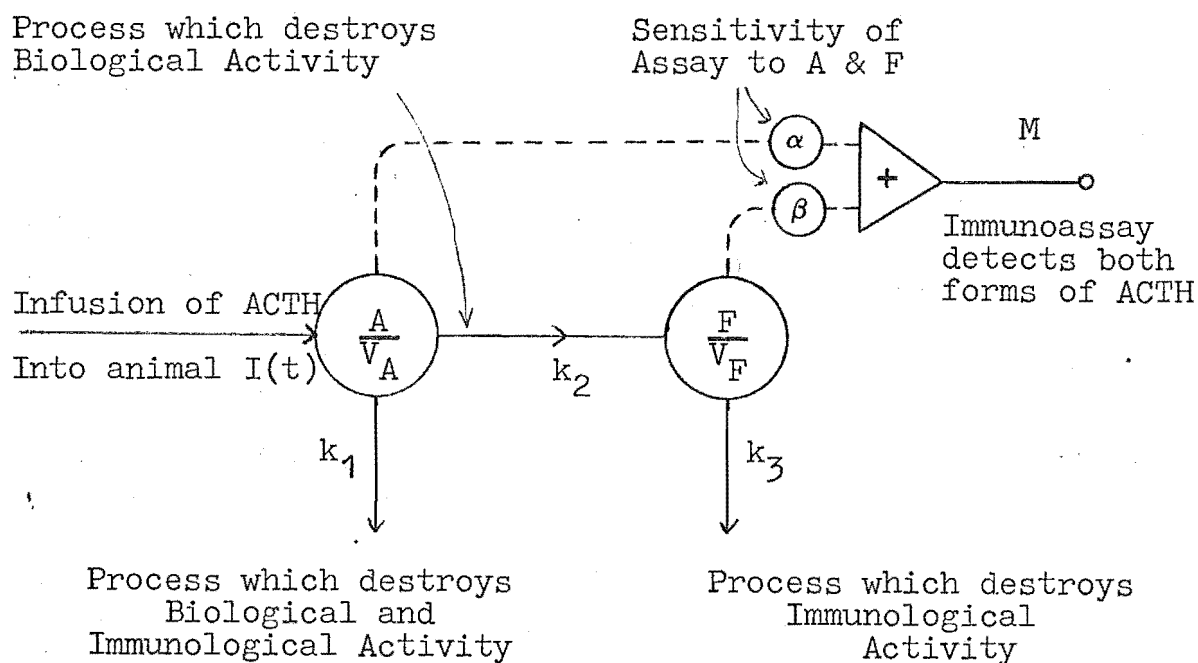 Process which destroys
Biological Activity
Sensitivity of
Assay to A & F
α
β
+
M
Immunoassay
detects both
forms of ACTH
Infusion of ACTH
Into animal I(t)
A
V_A
k_2
F
V_F
k_1
k_3
Process which destroys
Biological and
Immunological Activity
Process which destroys
Immunological
Activity